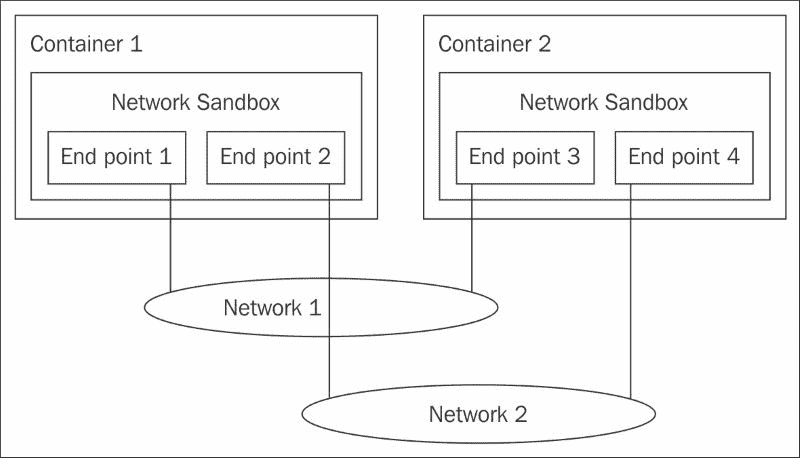 Container 1
Network Sandbox
End point 1
End point 2
Container 2
Network Sandbox
End point 3
End point 4
Network 1
Network 2